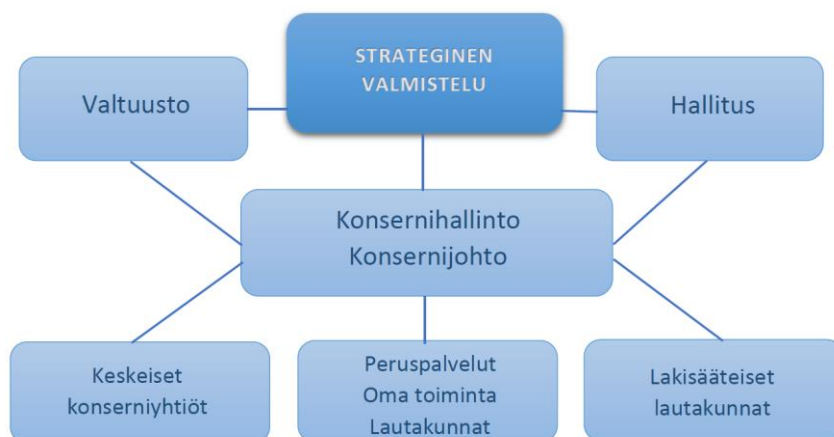 STRATEGINEN
VALMISTELU
Valtuusto
Hallitus
Konsernihallinto
Konsernijohto
Keskeiset
konserniyhtiöt
Peruspalvelut
Oma toiminta
Lautakunnat
Lakisääteiset
lautakunnat